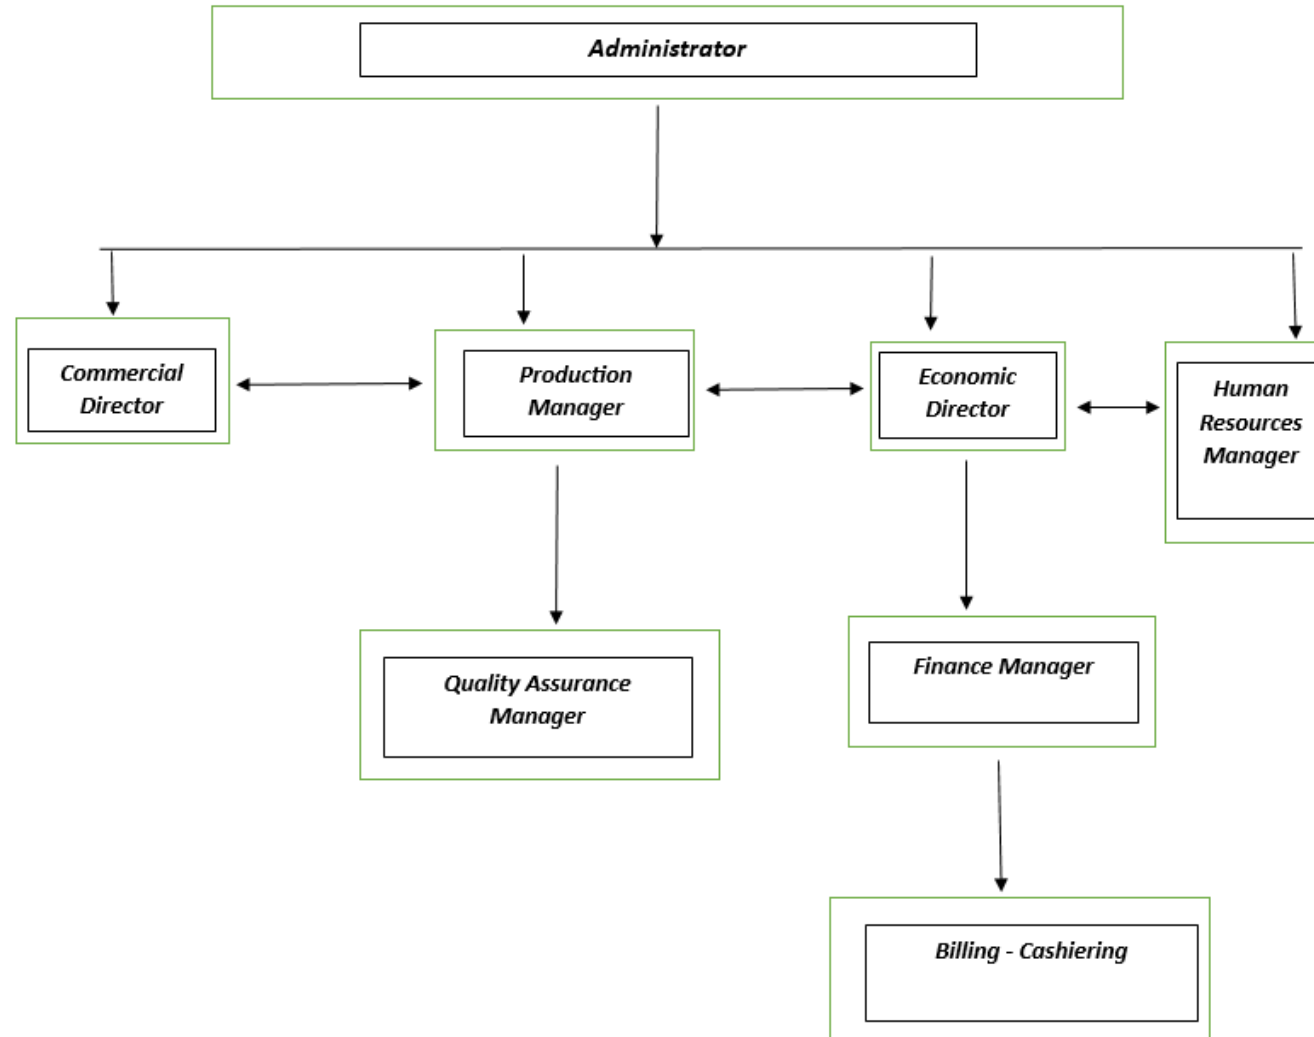 Administrator
Commercial
Director
Production
Manager
Economic
Director
Human
Resources
Manager
Quality Assurance
Manager
Finance Manager
Billing - Cashiering